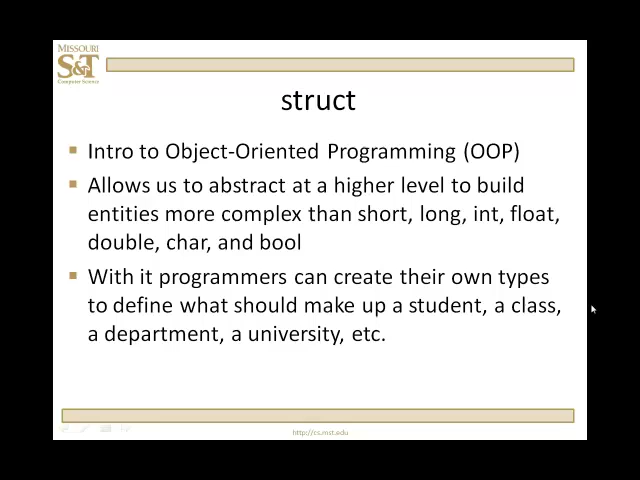 MISSOURI
S&T
Computer Science
struct
Intro to Object-Oriented Programming (OOP)
Allows us to abstract at a higher level to build
entities more complex than short, long, int, float,
double, char, and bool
With it programmers can create their own types
to define what should make up a student, a class,
a department, a university, etc.
http://cs.mst.edu